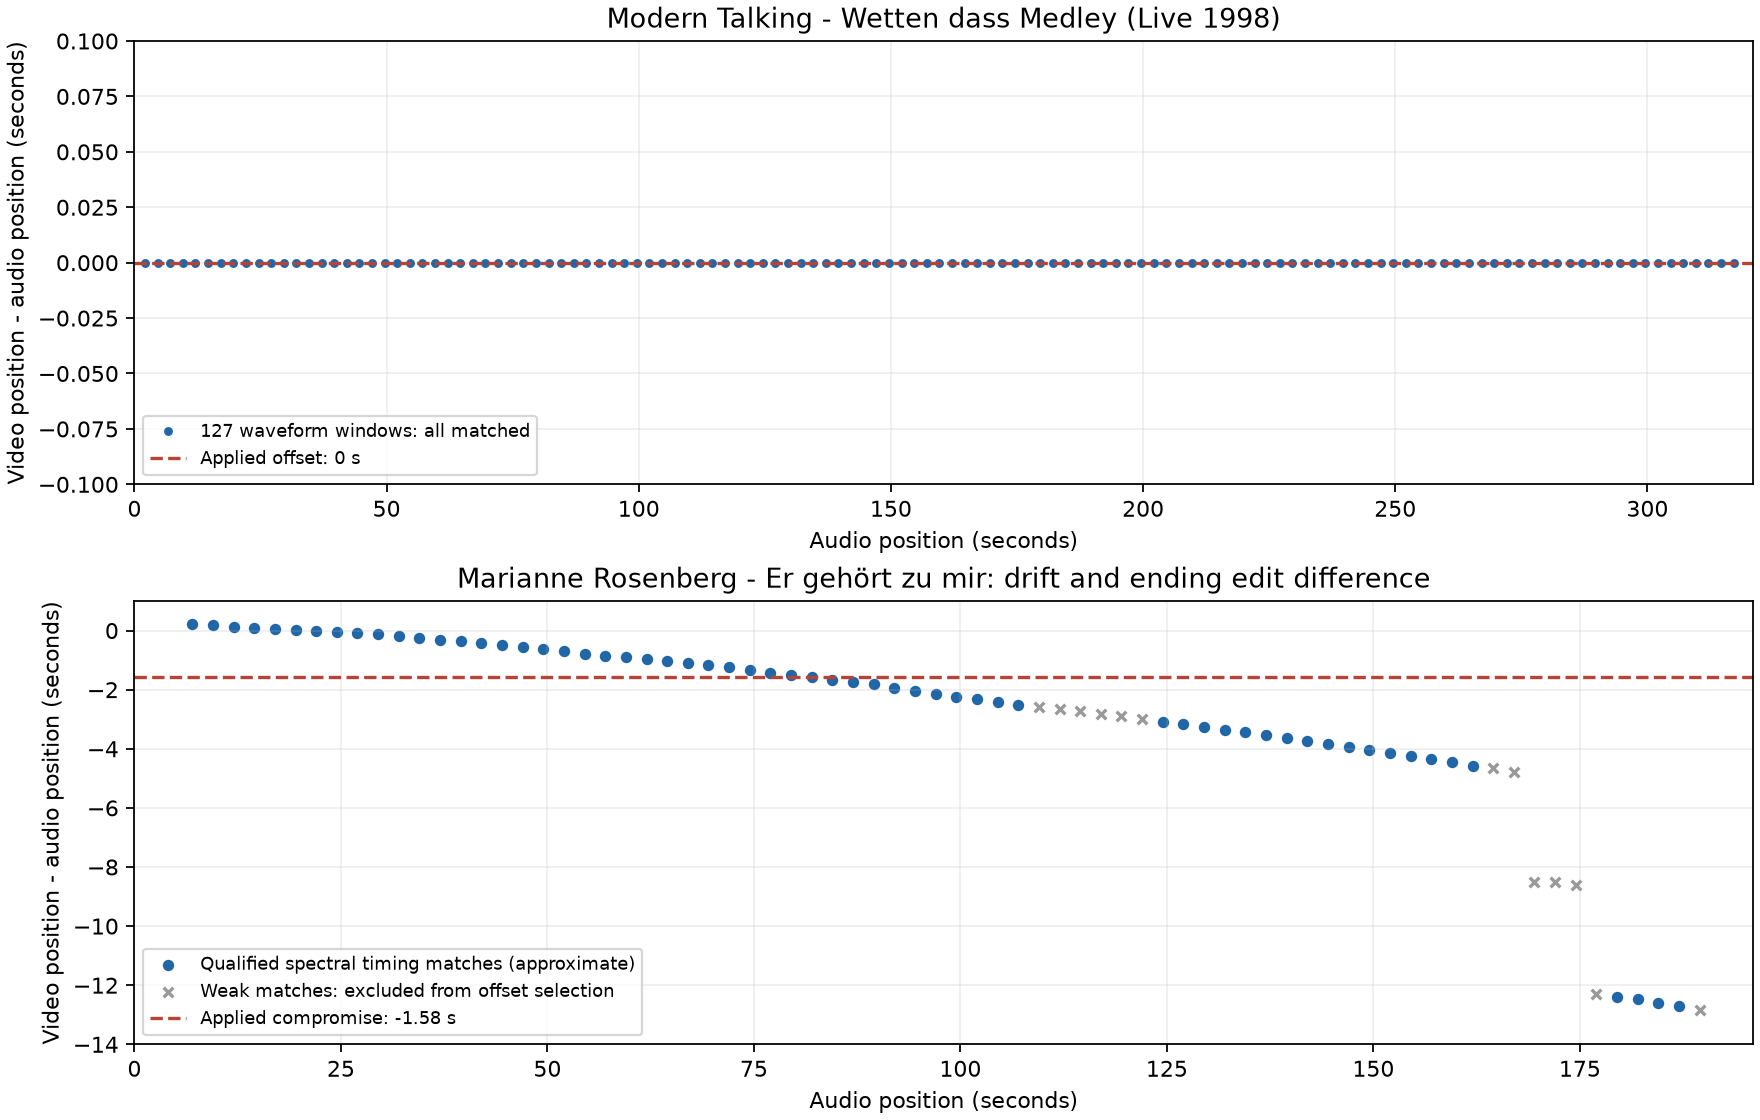 Modern Talking - Wetten dass Medley (Live 1998)
Video position - audio position (seconds)
0.100
0.075
0.050
0.025
0.000
−0.025
−0.050
−0.075
−0.100
127 waveform windows: all matched
Applied offset: 0 s
0 50 100 150 200 250 300
Audio position (seconds)
Marianne Rosenberg - Er gehört zu mir: drift and ending edit difference
Video position - audio position (seconds)
0
−2
−4
−6
−8
−10
−12
−14
Qualified spectral timing matches (approximate)
Weak matches: excluded from offset selection
Applied compromise: -1.58 s
0 25 50 75 100 125 150 175
Audio position (seconds)